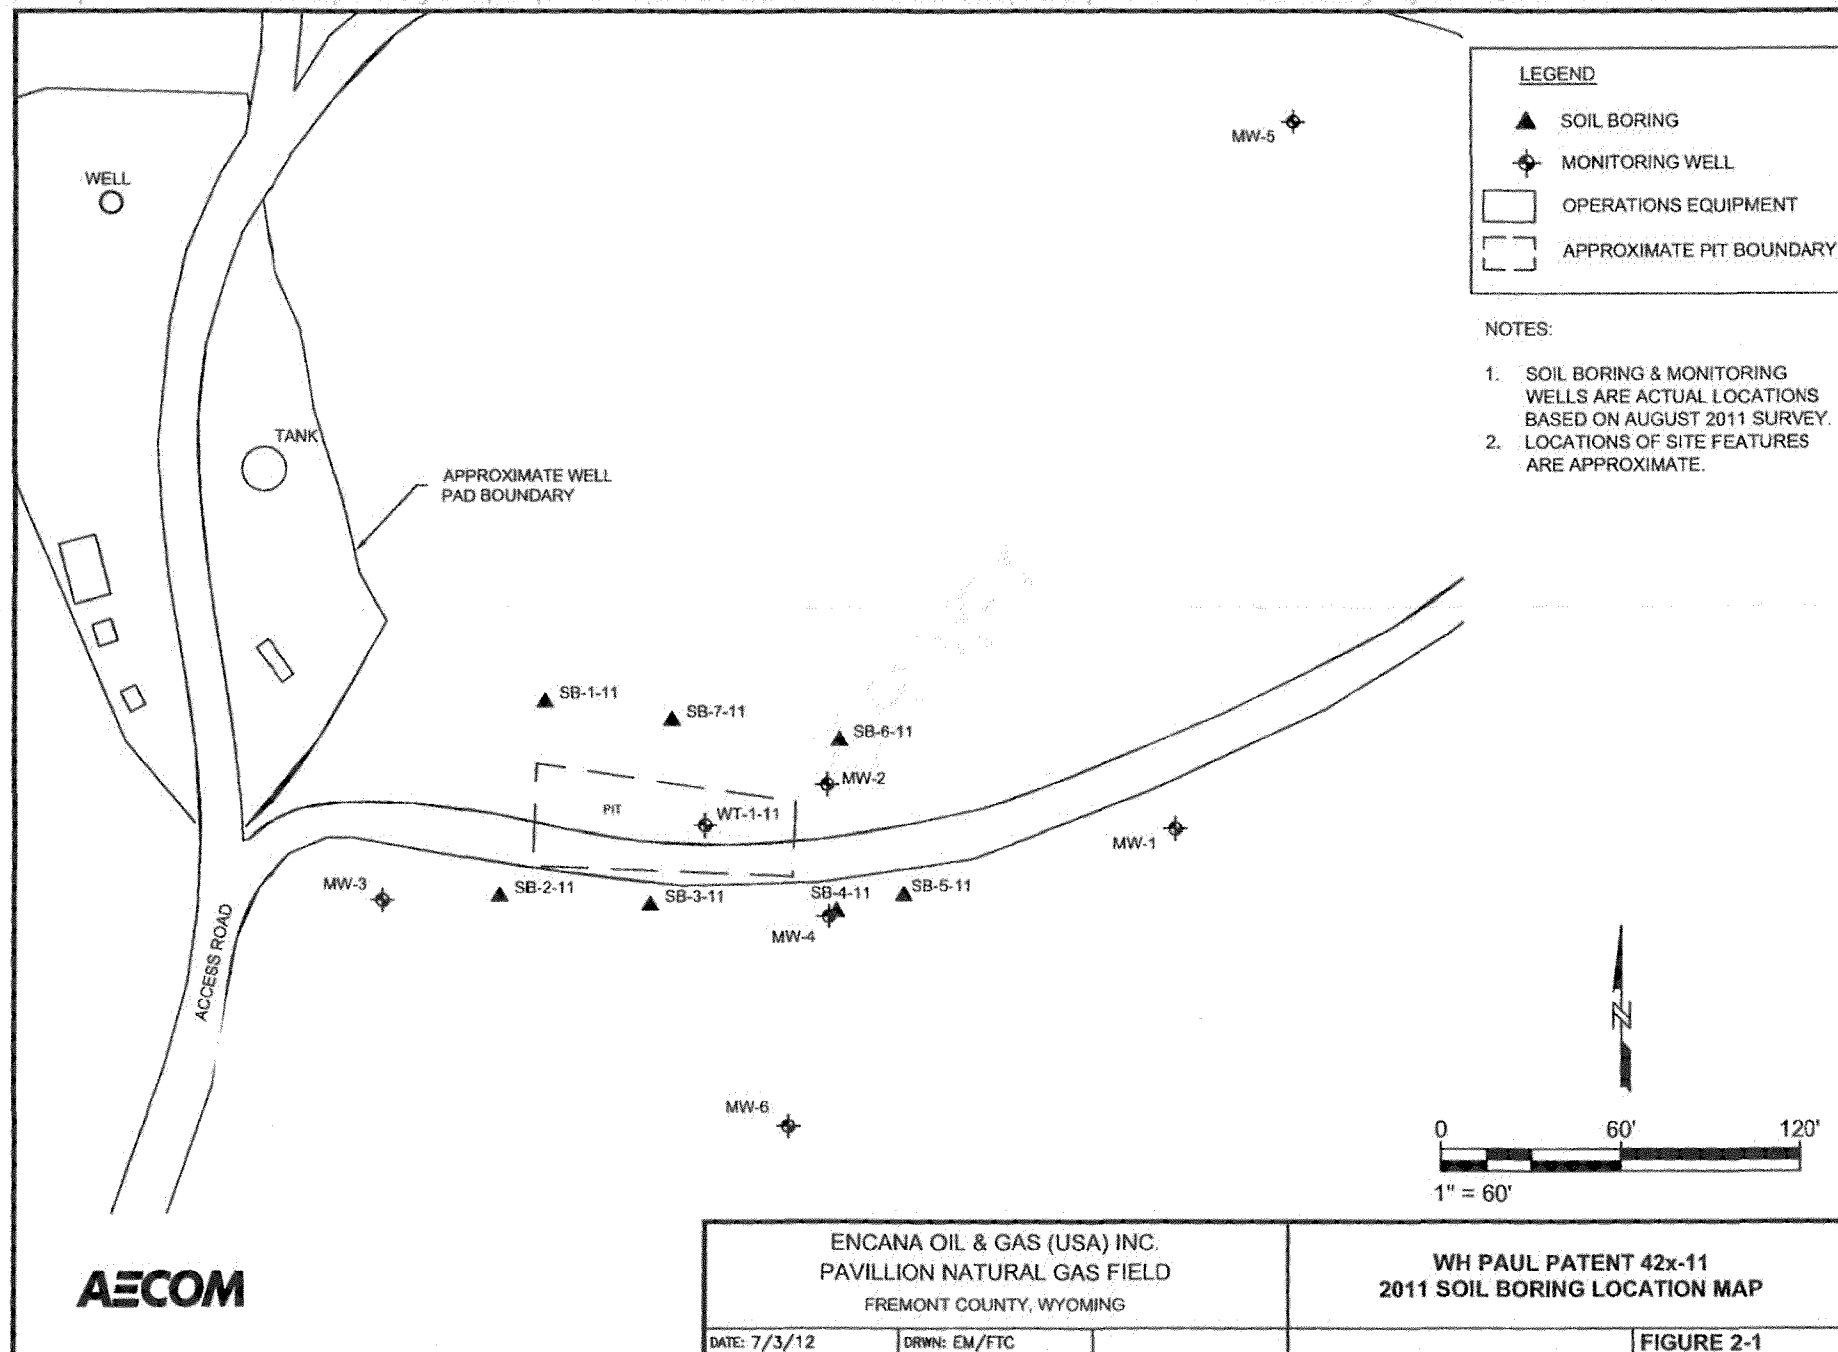 LEGEND
SOIL BORING
MONITORING WELL
OPERATIONS EQUIPMENT
APPROXIMATE PIT BOUNDARY
NOTES:
1. SOIL BORING & MONITORING
WELLS ARE ACTUAL LOCATIONS
BASED ON AUGUST 2011 SURVEY.
2. LOCATIONS OF SITE FEATURES
ARE APPROXIMATE.
MW-5
WELL
TANK
APPROXIMATE WELL
PAD BOUNDARY
SB-1-11
SB-7-11
SB-6-11
MW-2
PIT
WT-1-11
MW-1
MW-3
SB-2-11
SB-3-11
SB-4-11
SB-5-11
MW-4
ACCESS ROAD
MW-6
N
0 60' 120'
1" = 60'
AECOM
ENCANA OIL & GAS (USA) INC.
PAVILLION NATURAL GAS FIELD
FREMONT COUNTY, WYOMING
WH PAUL PATENT 42x-11
2011 SOIL BORING LOCATION MAP
DATE: 7/3/12
DRWN: EM/FTC
FIGURE 2-1